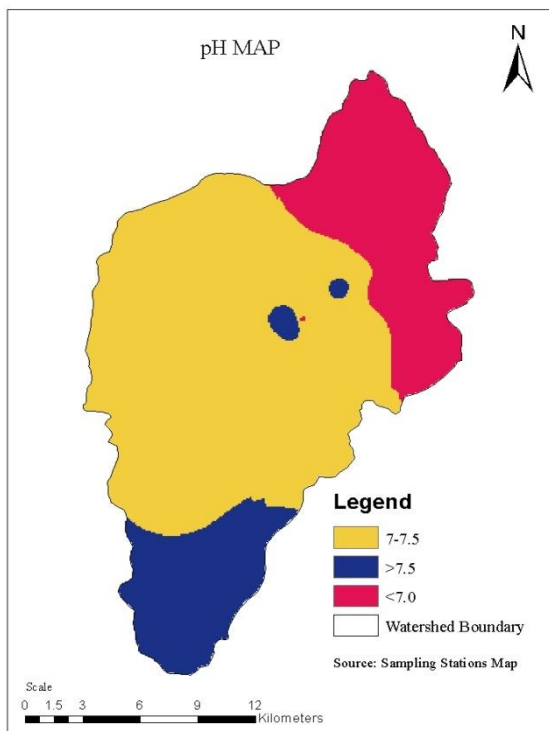 N
pH MAP
Legend
7-7.5
>7.5
<7.0
Watershed Boundary
Source: Sampling Stations Map
Scale
0 1.5 3 6 9 12
Kilometers